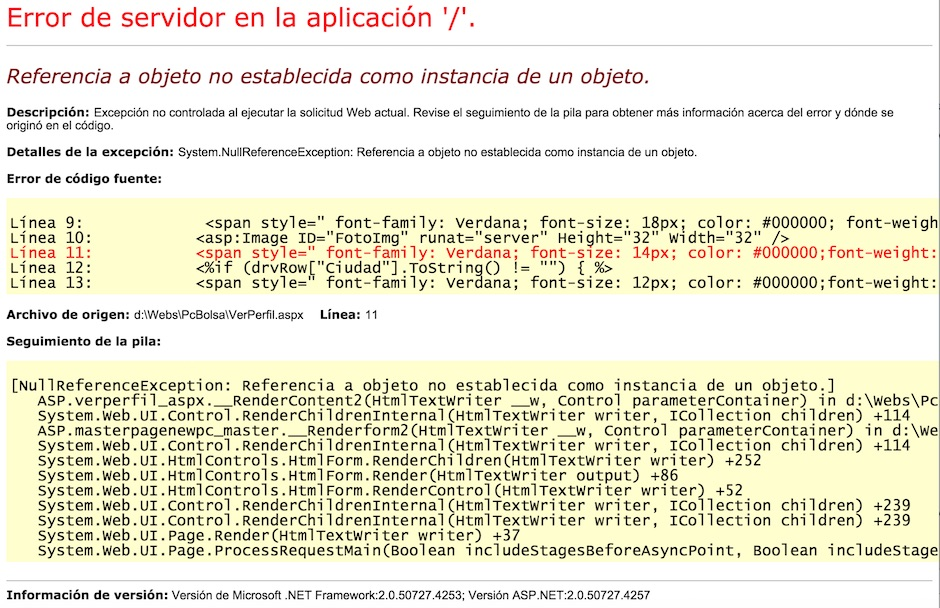 Error de servidor en la aplicación '/'.
Referencia a objeto no establecida como instancia de un objeto.
Descripción: Excepción no controlada al ejecutar la solicitud Web actual. Revise el seguimiento de la pila para obtener más información acerca del error y dónde se
originó en el código.
Detalles de la excepción: System.NullReferenceException: Referencia a objeto no establecida como instancia de un objeto.
Error de código fuente:
Línea 9:             <span style=" font-family: Verdana; font-size: 18px; color: #000000; font-weigh
Línea 10:            <asp:Image ID="FotoImg" runat="server" Height="32" Width="32" />
Línea 11:            <span style=" font-family: Verdana; font-size: 14px; color: #000000;font-weight:
Línea 12:            <%if (drvRow["Ciudad"].ToString() != "") { %>
Línea 13:            <span style=" font-family: Verdana; font-size: 12px; color: #000000;font-weight:
Archivo de origen: d:\Webs\PcBolsa\VerPerfil.aspx    Línea: 11
Seguimiento de la pila:
[NullReferenceException: Referencia a objeto no establecida como instancia de un objeto.]
ASP.verperfil_aspx.__RenderContent2(HtmlTextWriter __w, Control parameterContainer) in d:\Webs\Pc
System.Web.UI.Control.RenderChildrenInternal(HtmlTextWriter writer, ICollection children) +114
ASP.masterpagenewpc_master.__Renderform2(HtmlTextWriter __w, Control parameterContainer) in d:\We
System.Web.UI.Control.RenderChildrenInternal(HtmlTextWriter writer, ICollection children) +114
System.Web.UI.HtmlControls.HtmlForm.RenderChildren(HtmlTextWriter writer) +252
System.Web.UI.HtmlControls.HtmlForm.Render(HtmlTextWriter output) +86
System.Web.UI.HtmlControls.HtmlForm.RenderControl(HtmlTextWriter writer) +52
System.Web.UI.Control.RenderChildrenInternal(HtmlTextWriter writer, ICollection children) +239
System.Web.UI.Control.RenderChildrenInternal(HtmlTextWriter writer, ICollection children) +239
System.Web.UI.Page.Render(HtmlTextWriter writer) +37
System.Web.UI.Page.ProcessRequestMain(Boolean includeStagesBeforeAsyncPoint, Boolean includeStage
Información de versión: Versión de Microsoft .NET Framework:2.0.50727.4253; Versión ASP.NET:2.0.50727.4257